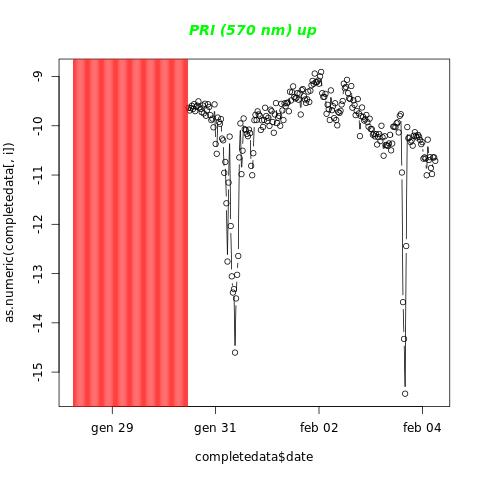 PRI (570 nm) up
as.numeric(completedata[, i])
-9
-10
-11
-12
-13
-14
-15
gen 29 gen 31 feb 02 feb 04
completedata$date